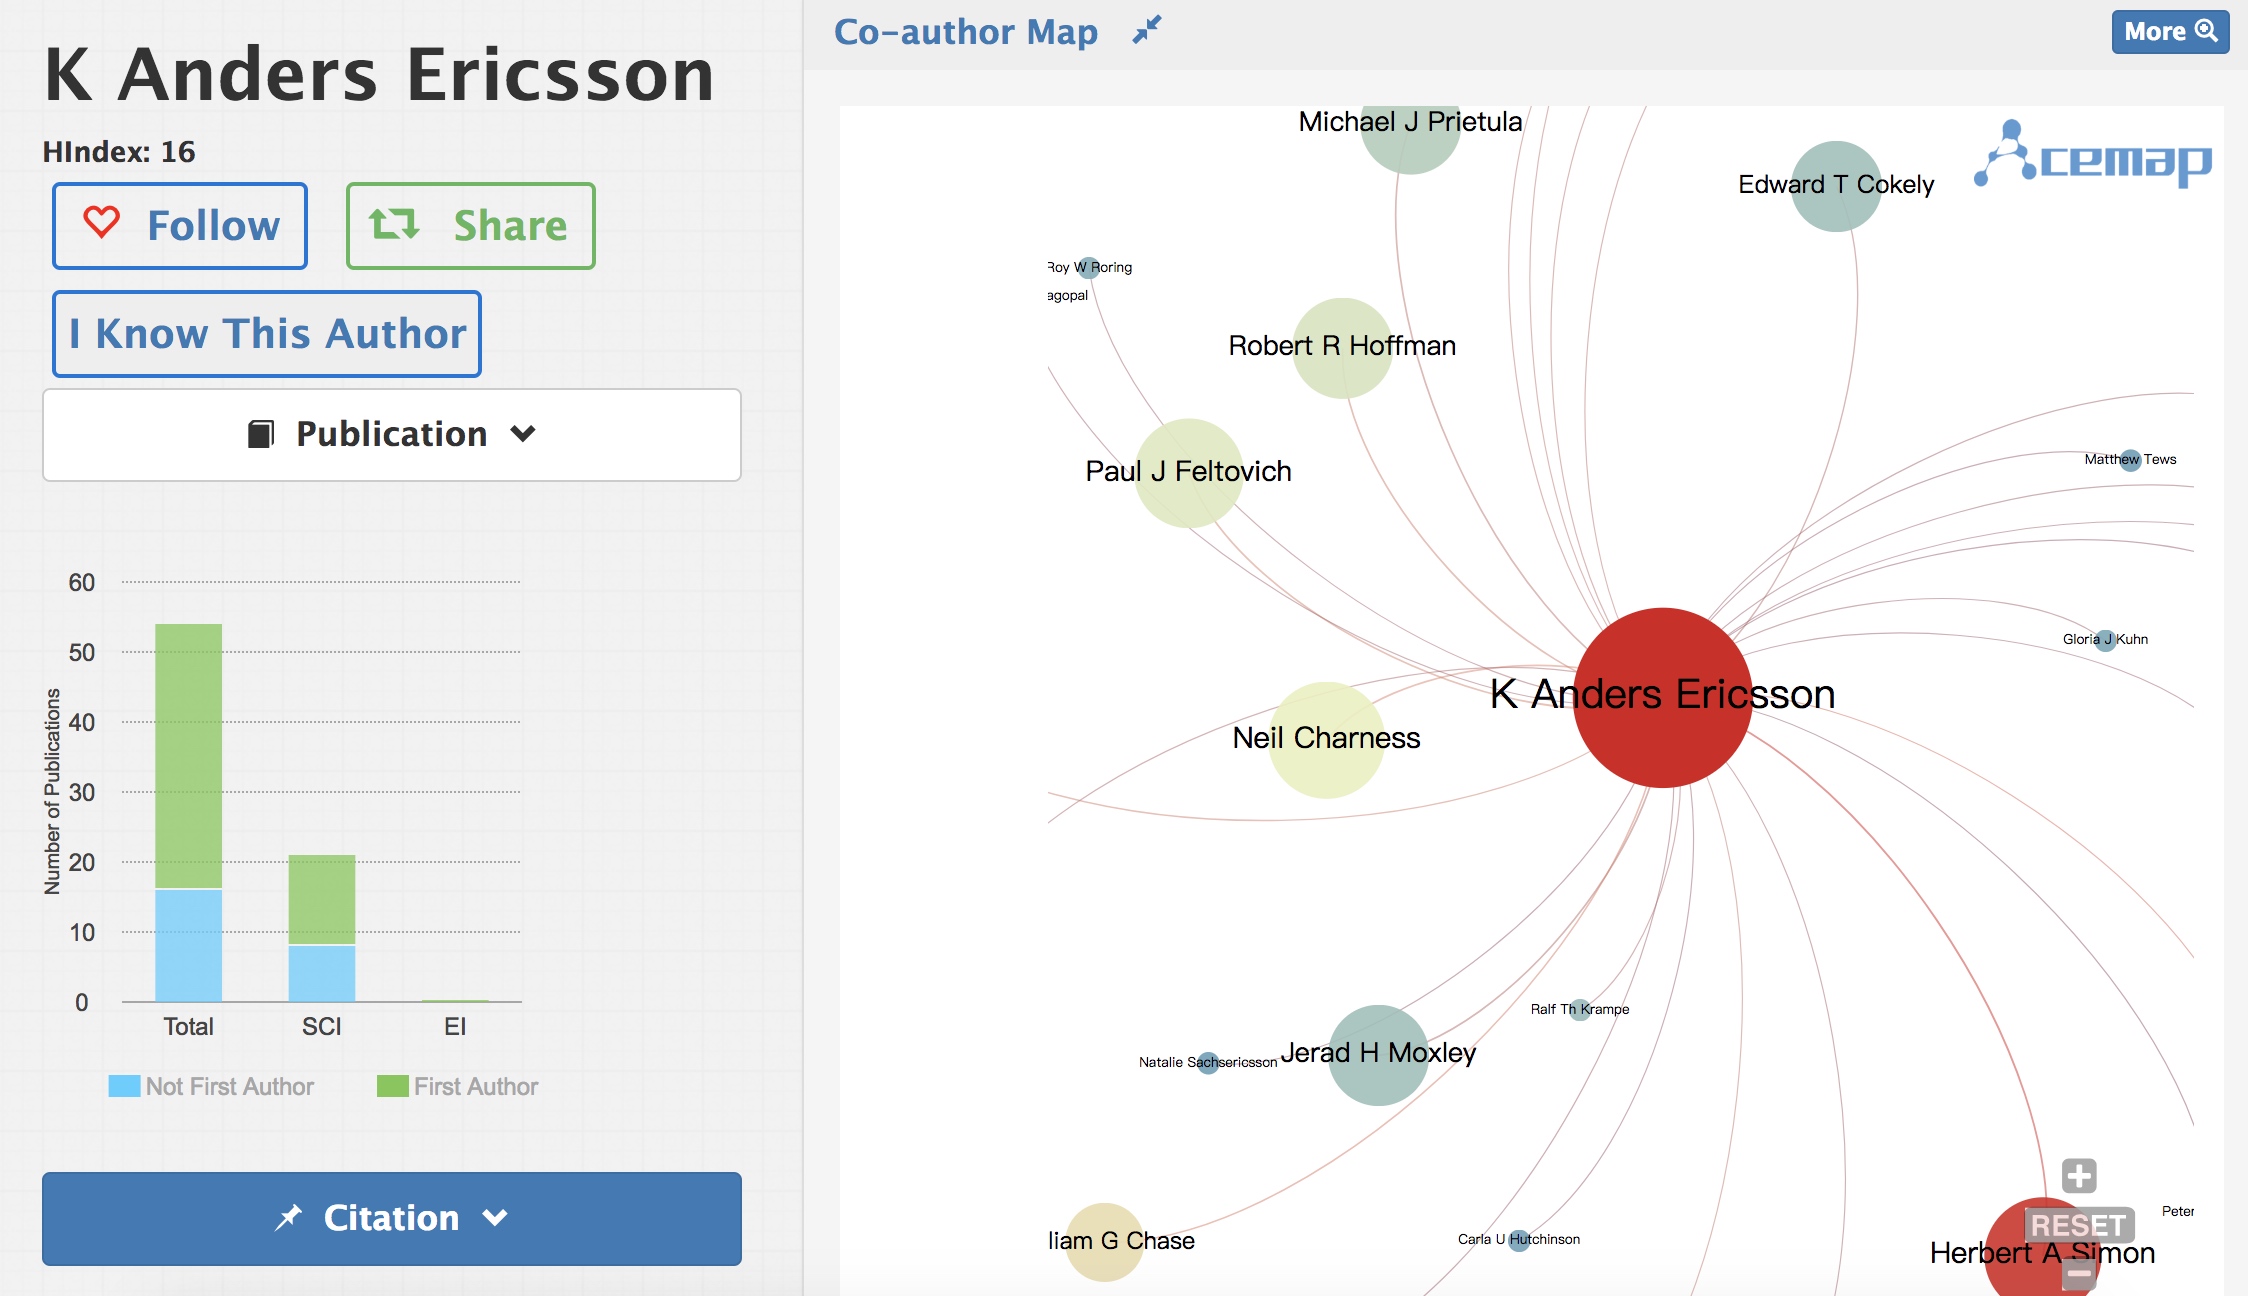 K Anders Ericsson
HIndex: 16
Follow
Share
I Know This Author
Publication
60
50
40
30
20
10
0
Number of Publications
Total
SCI
EI
Not First Author
First Author
Citation
Co-author Map
More
Acemap
Michael J Prietula
Edward T Cokely
Roy W Roring
agopal
Robert R Hoffman
Matthew Tews
Paul J Feltovich
Gloria J Kuhn
K Anders Ericsson
Neil Charness
Ralf Th Krampe
Jerad H Moxley
Natalie Sachsericsson
Peter
RESET
liam G Chase
Carla U Hutchinson
Herbert A Simon